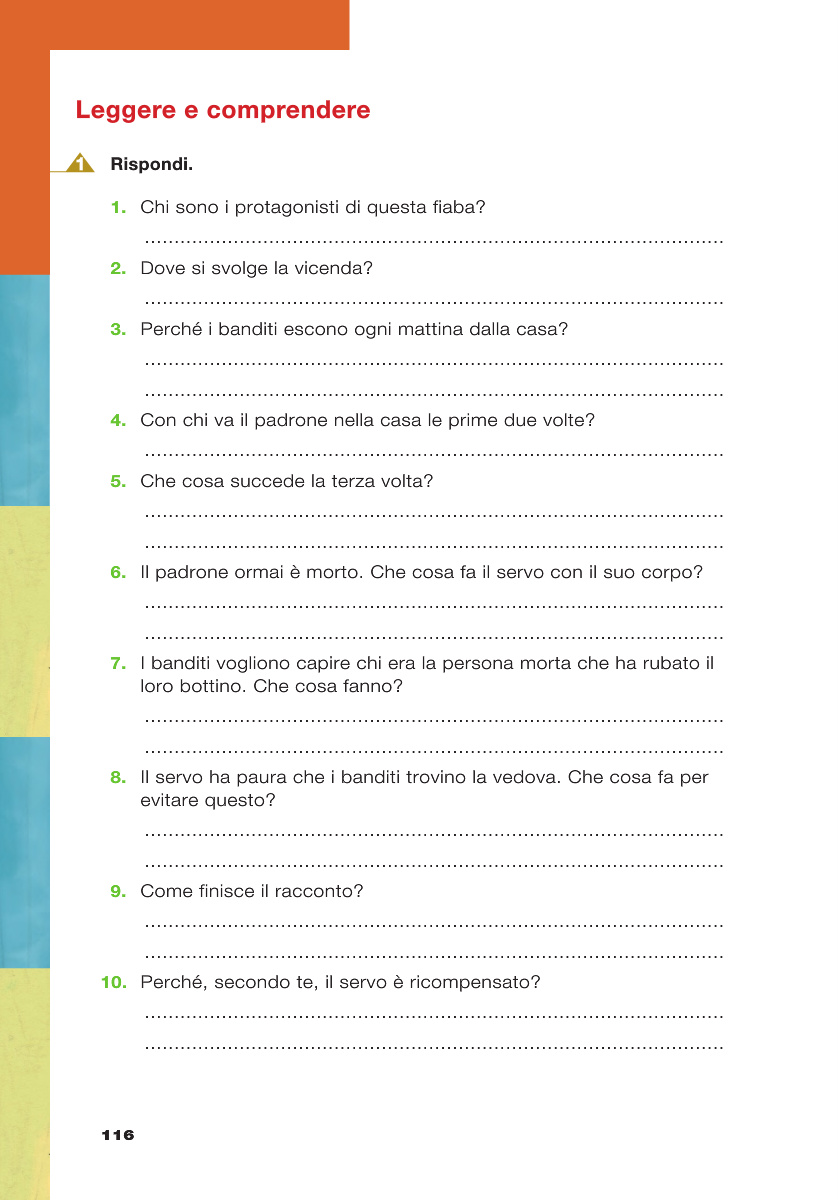 Leggere e comprendere
1 Rispondi.
1. Chi sono i protagonisti di questa fiaba?
2. Dove si svolge la vicenda?
3. Perché i banditi escono ogni mattina dalla casa?
4. Con chi va il padrone nella casa le prime due volte?
5. Che cosa succede la terza volta?
6. Il padrone ormai è morto. Che cosa fa il servo con il suo corpo?
7. I banditi vogliono capire chi era la persona morta che ha rubato il
loro bottino. Che cosa fanno?
8. Il servo ha paura che i banditi trovino la vedova. Che cosa fa per
evitare questo?
9. Come finisce il racconto?
10. Perché, secondo te, il servo è ricompensato?
116